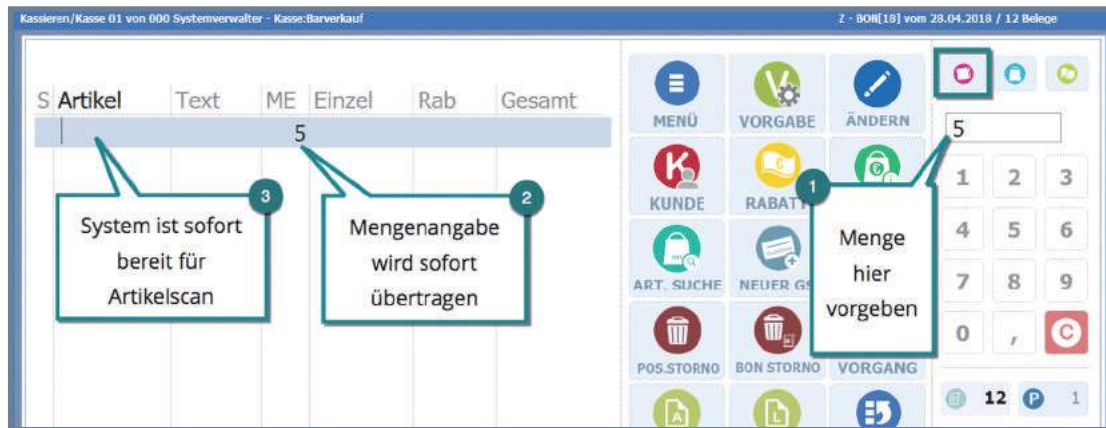 Kassieren/Kasse 01 von 000 Systemverwalter - Kasse:Barverkauf
Z - BON[18] vom 28.04.2018 / 12 Belege
S Artikel Text ME Einzel Rab Gesamt
5
3
System ist sofort
bereit für
Artikelscan
2
Mengenangabe
wird sofort
übertragen
MENÜ VORGABE ÄNDERN
KUNDE RABATT
ART. SUCHE NEUER GS
POS.STORNO BON STORNO VORGANG
A L
1
Menge
hier
vorgeben
5
1 2 3
4 5 6
7 8 9
0 , C
12 P 1